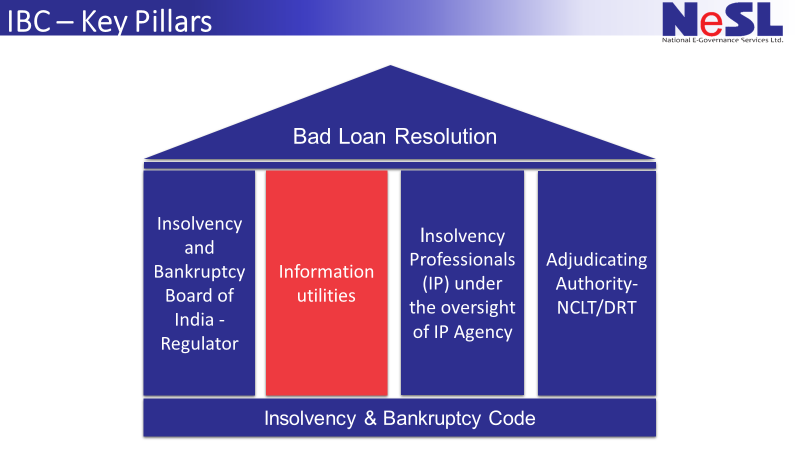 IBC – Key Pillars
NeSL
National E-Governance Services Ltd.
Bad Loan Resolution
Insolvency
and
Bankruptcy
Board of
India -
Regulator
Information
utilities
Insolvency
Professionals
(IP) under
the oversight
of IP Agency
Adjudicating
Authority-
NCLT/DRT
Insolvency & Bankruptcy Code